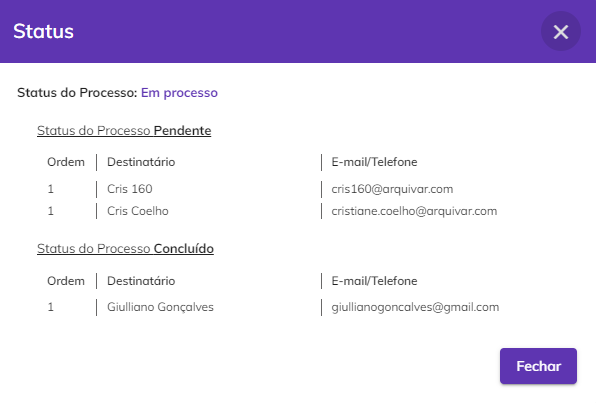 Status
Status do Processo: Em processo
Status do Processo Pendente
Ordem Destinatário E-mail/Telefone
1 Cris 160 cris160@arquivar.com
1 Cris Coelho cristiane.coelho@arquivar.com
Status do Processo Concluído
Ordem Destinatário E-mail/Telefone
1 Giulliano Gonçalves giullianogoncalves@gmail.com
Fechar